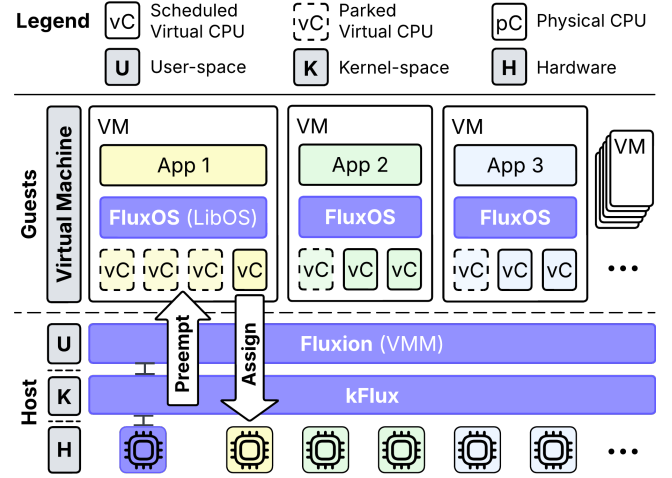 Legend
vC
Scheduled
Virtual CPU
vC
Parked
Virtual CPU
pC
Physical CPU
U
User-space
K
Kernel-space
H
Hardware
Guests
Virtual Machine
VM
App 1
FluxOS (LibOS)
vC
vC
vC
vC
VM
App 2
FluxOS
vC
vC
vC
VM
App 3
FluxOS
vC
vC
vC
VM
...
Preempt
Assign
Host
U
Fluxion (VMM)
K
kFlux
H
...